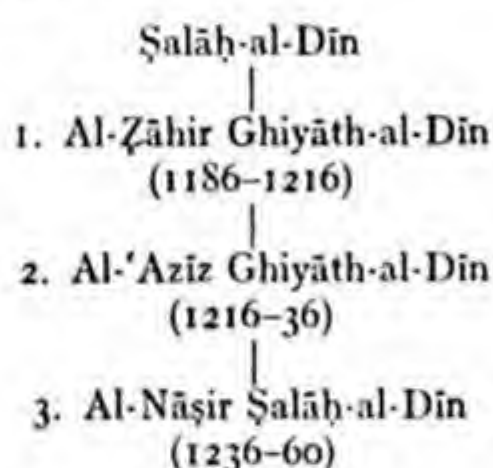 Ṣalāḥ-al-Dīn
1. Al-Ẓāhir Ghiyāth-al-Dīn
(1186–1216)
2. Al-ʻAzīz Ghiyāth-al-Dīn
(1216–36)
3. Al-Nāṣir Ṣalāḥ-al-Dīn
(1236–60)